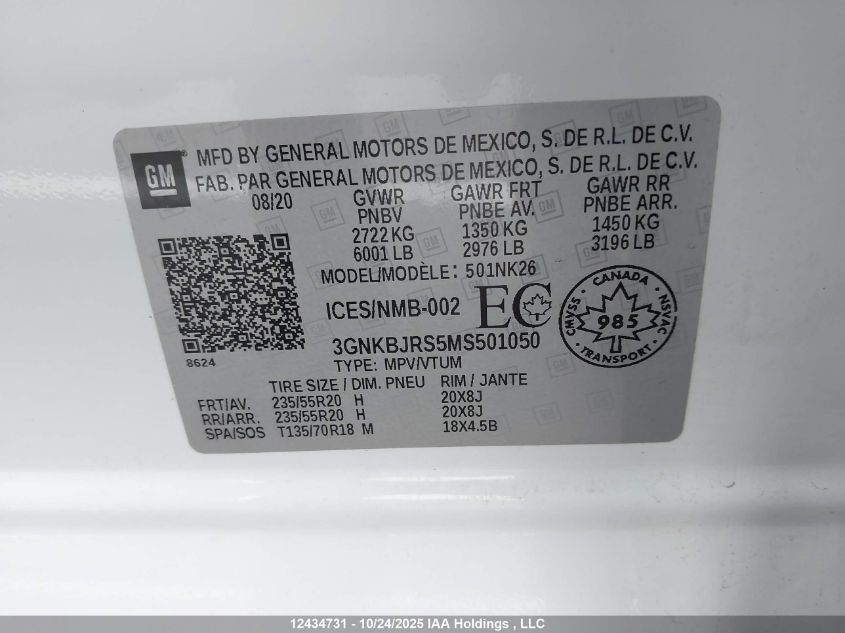 GM
MFD BY GENERAL MOTORS DE MEXICO, S. DE R.L. DE C.V.
FAB. PAR GENERAL MOTORS DE MEXICO, S. DE R.L. DE C.V.
08/20 GVWR GAWR FRT GAWR RR
PNBV PNBE AV. PNBE ARR.
2722 KG 1350 KG 1450 KG
6001 LB 2976 LB 3196 LB
MODEL/MODÈLE: 501NK26
ICES/NMB-002 EC
CANADA
CMVSS 985 NSVAC
TRANSPORT
3GNKBJRS5MS501050
8624
TYPE: MPV/VTUM
TIRE SIZE / DIM. PNEU RIM / JANTE
FRT/AV. 235/55R20 H 20X8J
RR/ARR. 235/55R20 H 20X8J
SPA/SOS T135/70R18 M 18X4.5B
12434731 - 10/24/2025 IAA Holdings , LLC